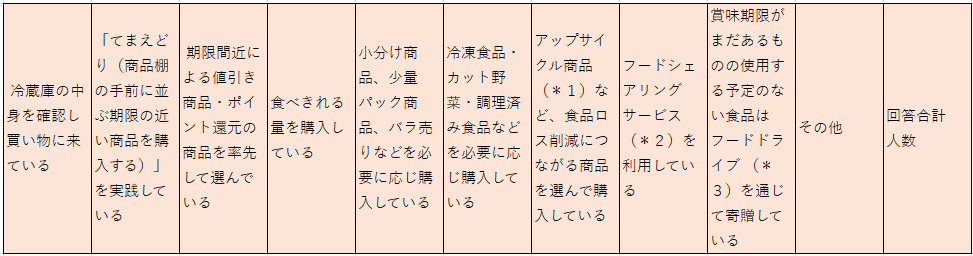 冷蔵庫の中
身を確認し
買い物に来
ている
「てまえど
り（商品棚
の手前に並
ぶ期限の近
い商品を購
入する）」
を実践して
いる
期限間近に
よる値引き
商品・ポイ
ント還元の
商品を率先
して選んで
いる
食べきれる
量を購入し
ている
小分け商
品、少量
パック商
品、バラ売
りなどを必
要に応じ購
入している
冷凍食品・
カット野
菜・調理済
み食品など
を必要に応
じ購入して
いる
アップサイ
クル商品
（＊１）な
ど、食品ロ
ス削減につ
ながる商品
を選んで購
入している
フードシェ
アリング
サービス
（＊２）を
利用してい
る
賞味期限が
まだあるも
のの使用す
る予定のな
い食品は
フードドラ
イブ（＊
３）を通じ
て寄贈して
いる
その他
回答合計
人数